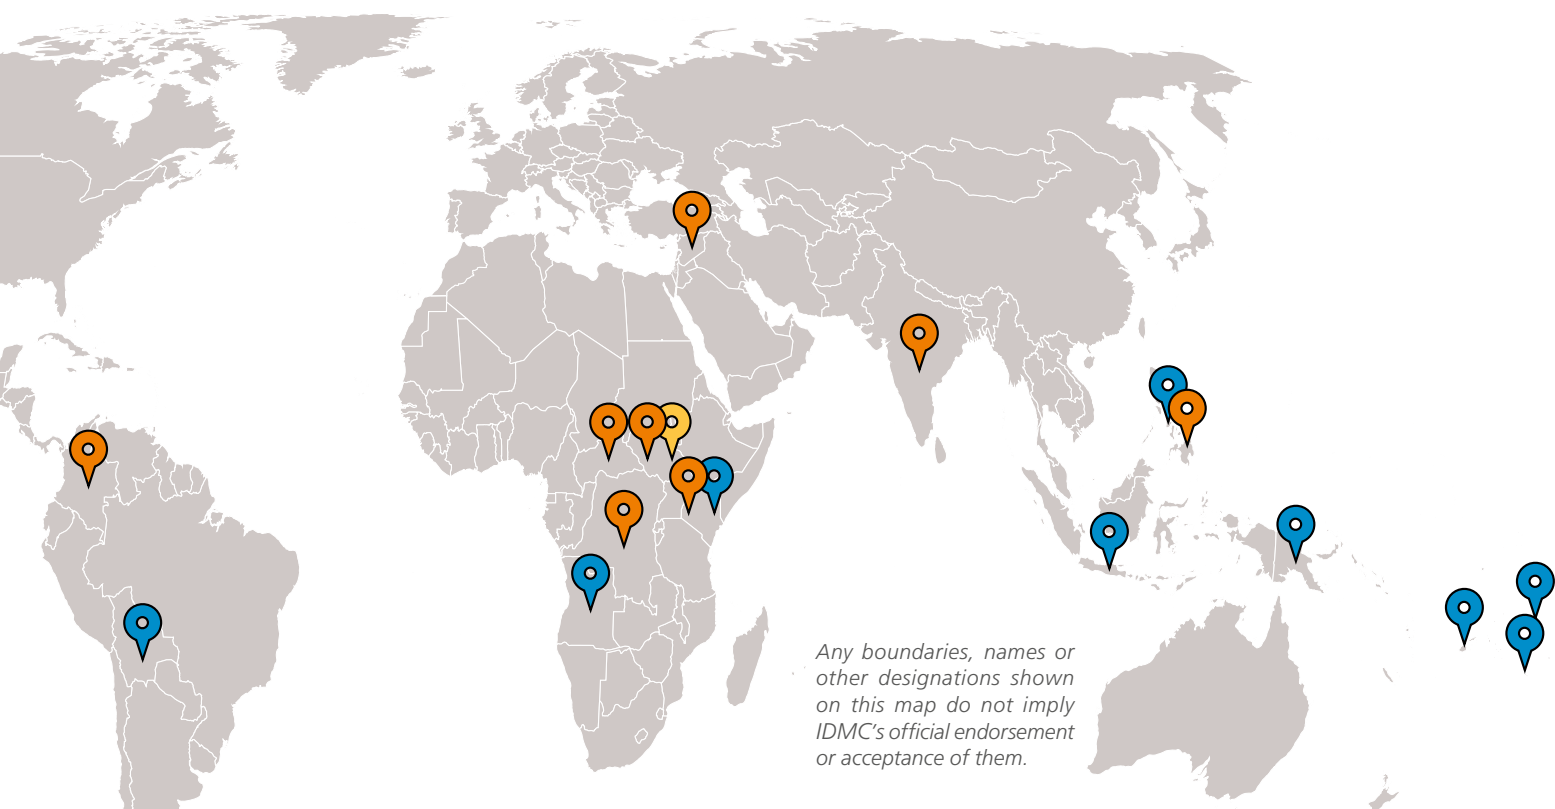 Any boundaries, names or
other designations shown
on this map do not imply
IDMC's official endorsement
or acceptance of them.